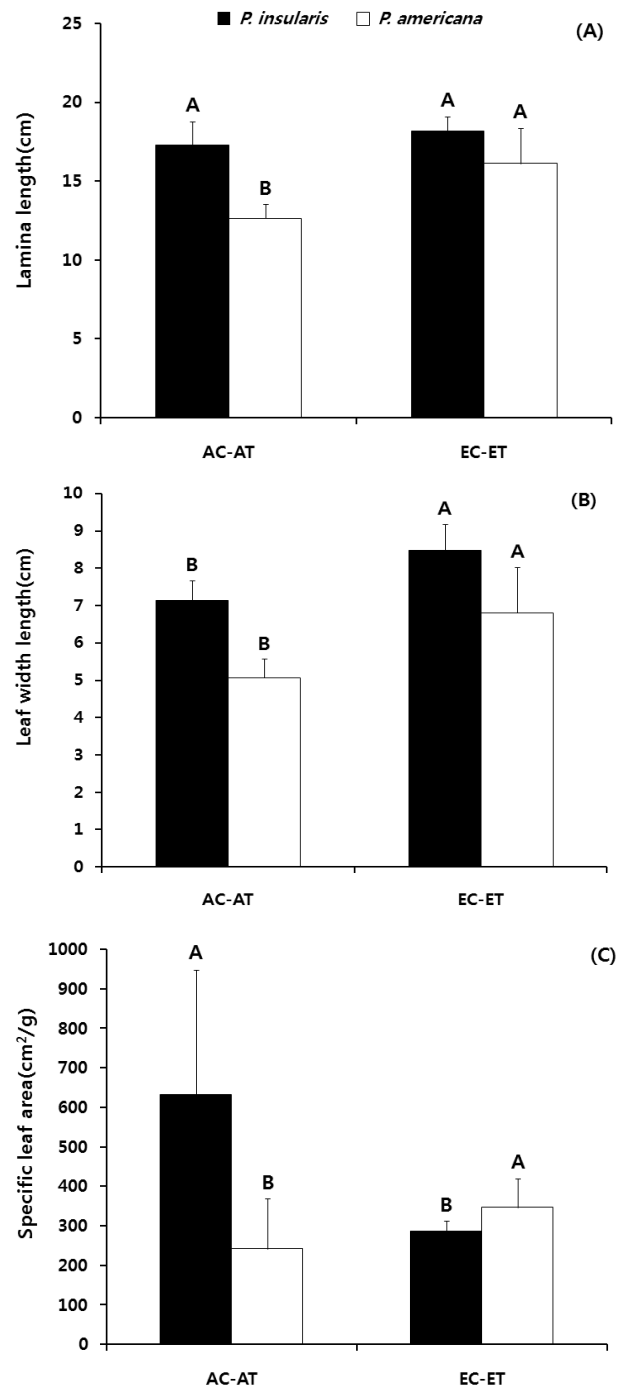 P. insularis P. americana
(A)
Lamina length(cm)
25
20
15
10
5
0
A
B
A
A
AC-AT EC-ET
(B)
Leaf width length(cm)
10
9
8
7
6
5
4
3
2
1
0
B
B
A
A
AC-AT EC-ET
(C)
Specific leaf area(cm²/g)
1000
900
800
700
600
500
400
300
200
100
0
A
B
B
A
AC-AT EC-ET